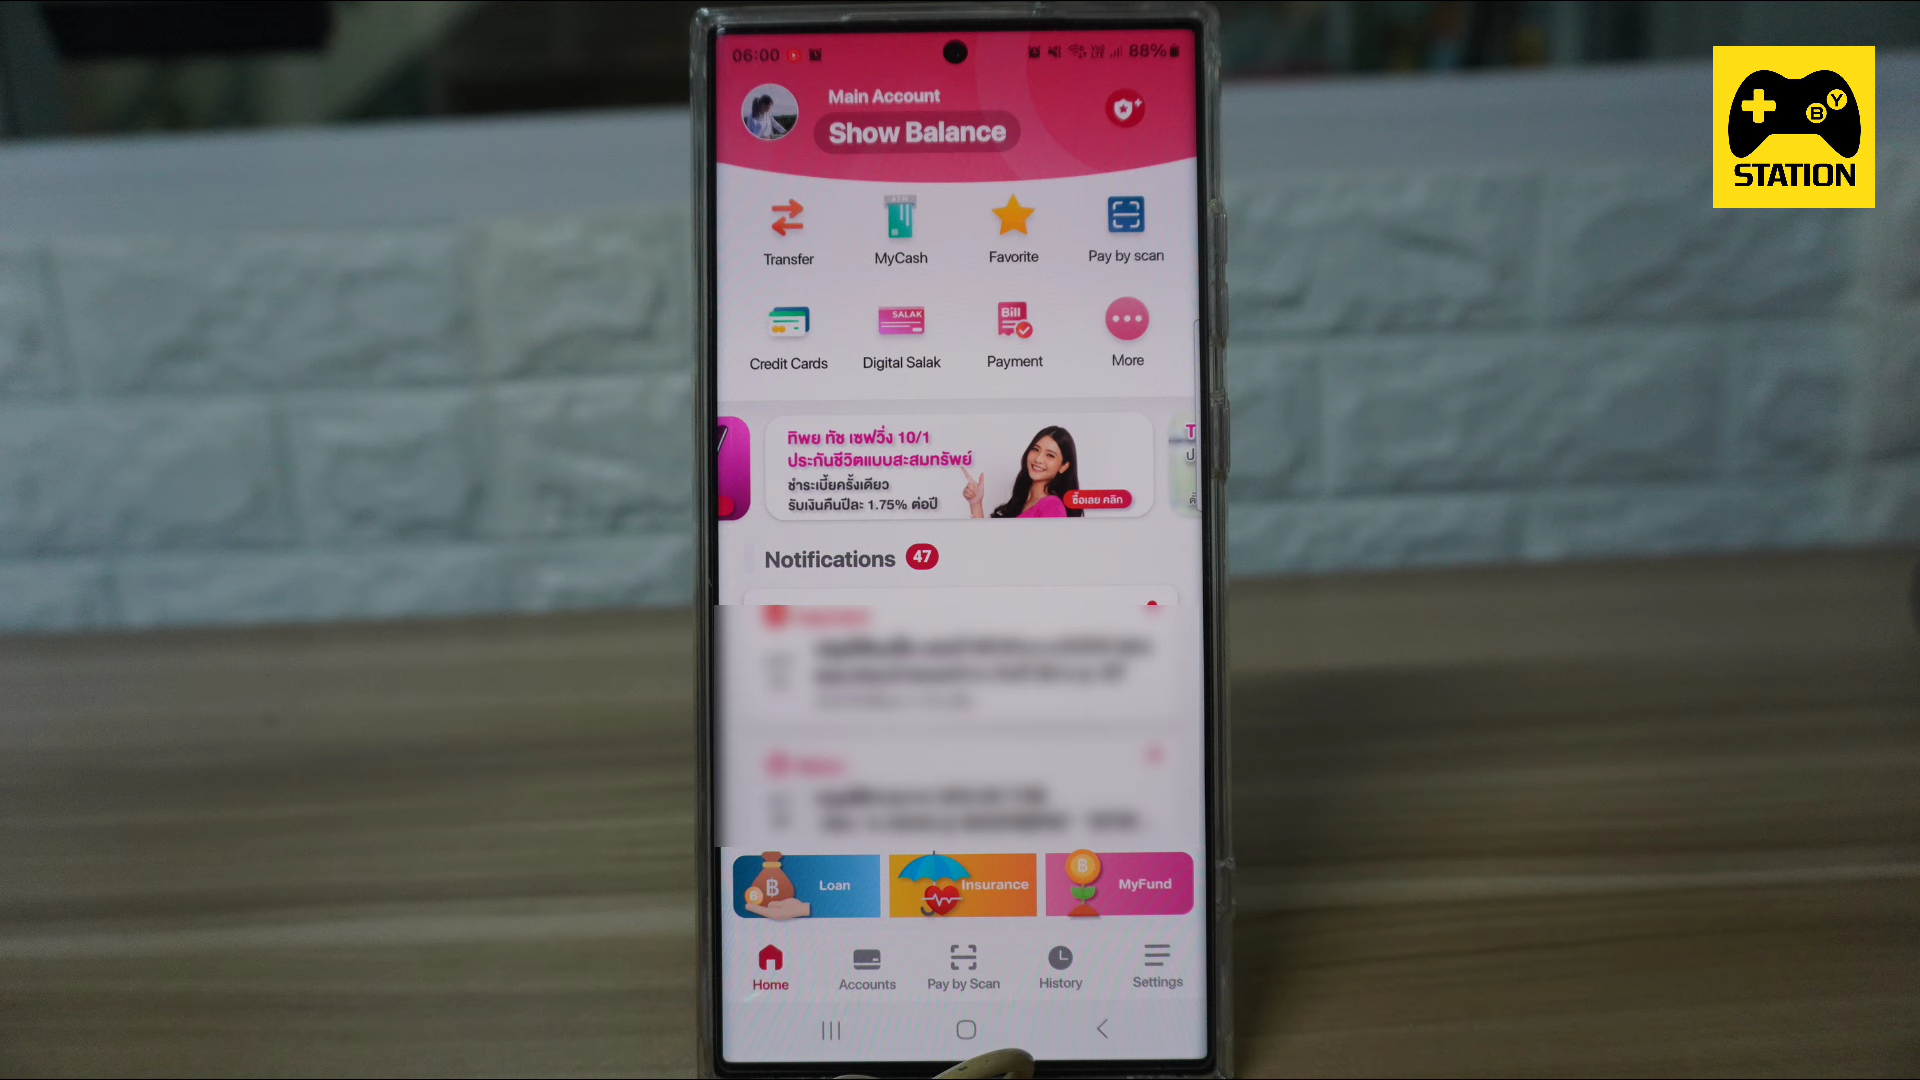 06:00
88%
Main Account
Show Balance
BY
STATION
ATM
Transfer
MyCash
Favorite
Pay by scan
SALAK
Bill
Credit Cards
Digital Salak
Payment
More
ทิพย ทัช เซฟวิ่ง 10/1
ประกันชีวิตแบบสะสมทรัพย์
ชำระเบี้ยครั้งเดียว
รับเงินคืนปีละ 1.75% ต่อปี
ซื้อเลย คลิก
Notifications 47
Loan
Insurance
MyFund
Home
Accounts
Pay by Scan
History
Settings